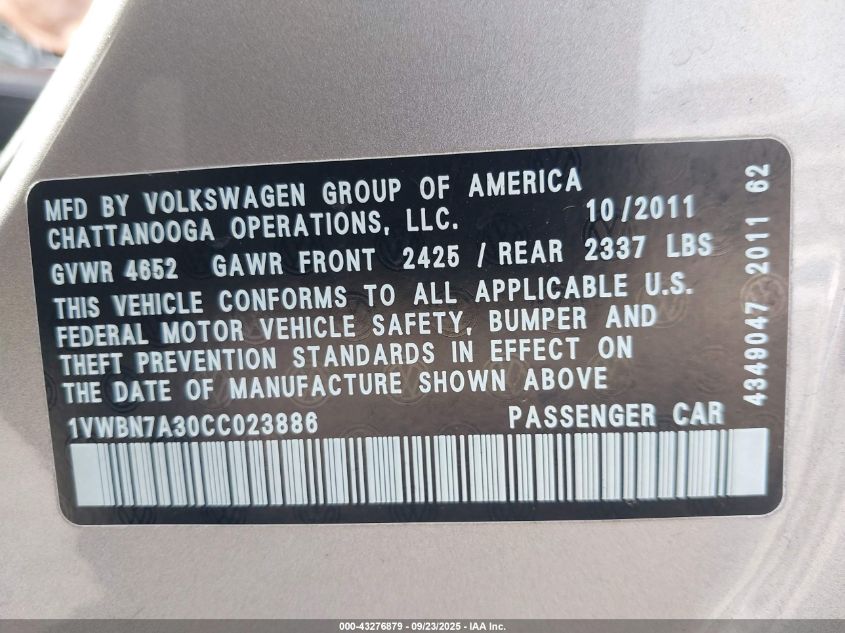 MFD BY VOLKSWAGEN GROUP OF AMERICA
CHATTANOOGA OPERATIONS, LLC. 10/2011
GVWR 4652 GAWR FRONT 2425 / REAR 2337 LBS
THIS VEHICLE CONFORMS TO ALL APPLICABLE U.S.
FEDERAL MOTOR VEHICLE SAFETY, BUMPER AND
THEFT PREVENTION STANDARDS IN EFFECT ON
THE DATE OF MANUFACTURE SHOWN ABOVE
1VWBN7A30CC023886 PASSENGER CAR
4349047 2011 62
000-43276879 - 09/23/2025 - IAA Inc.